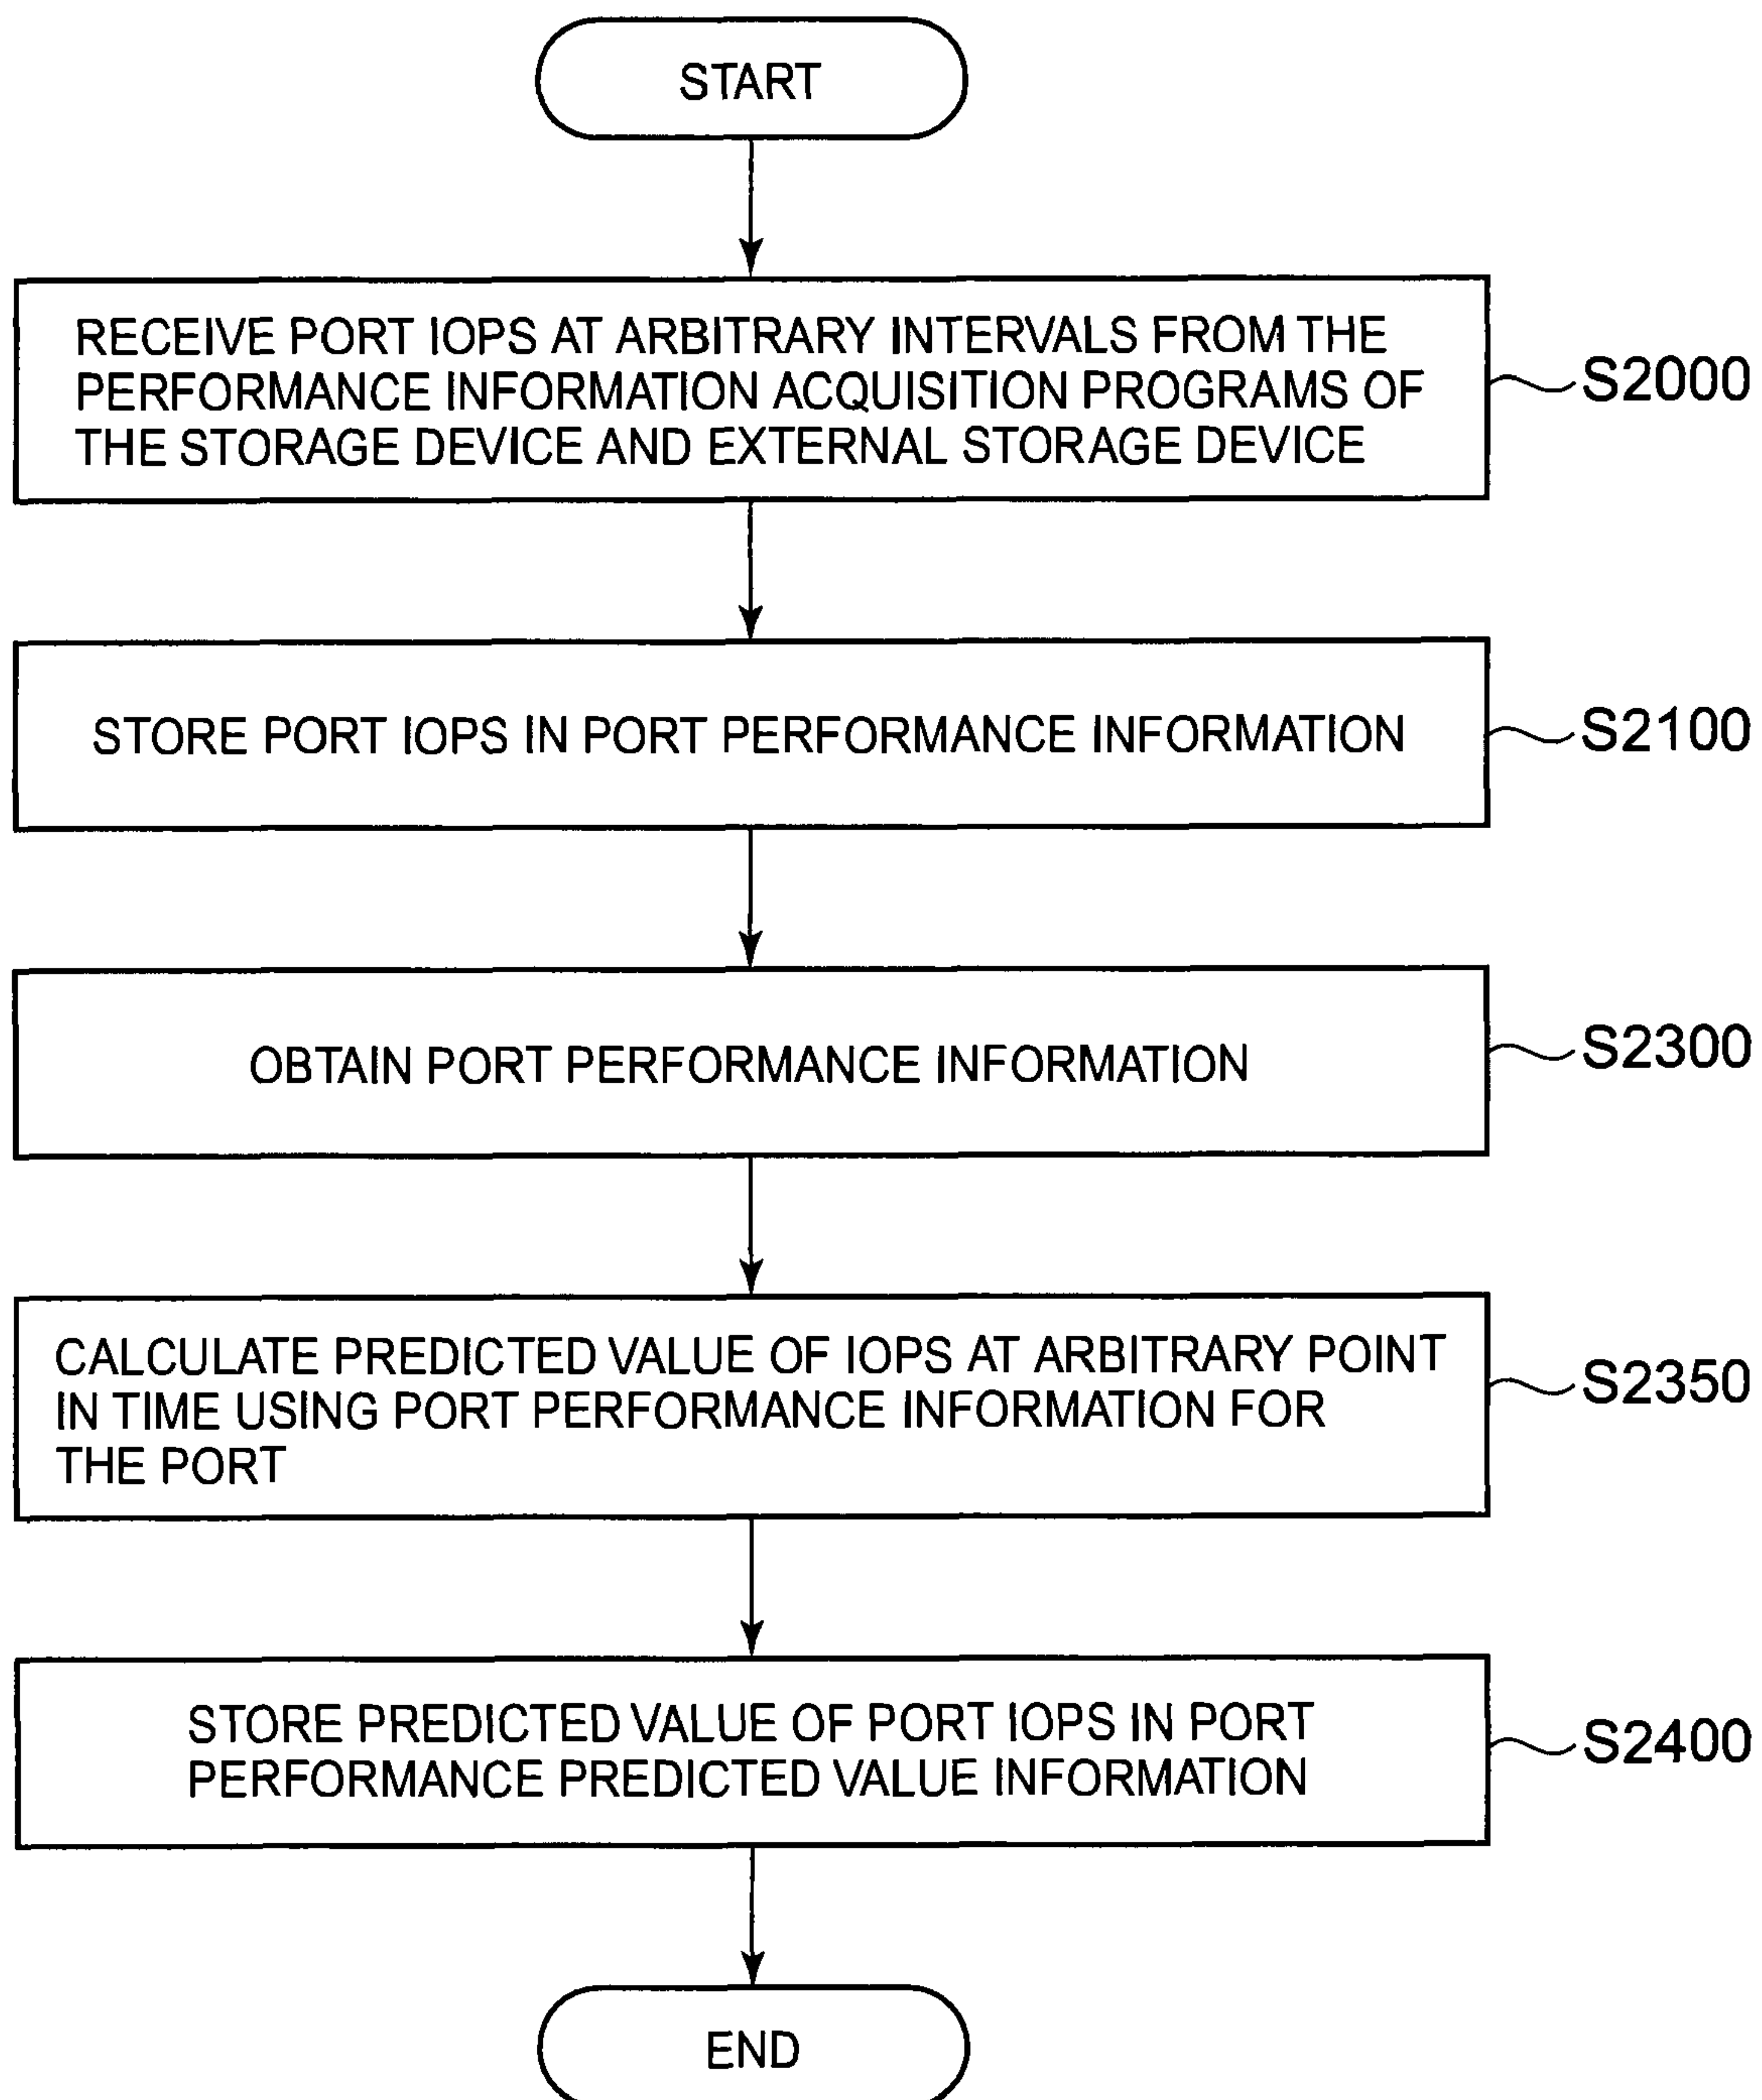 START
RECEIVE PORT IOPS AT ARBITRARY INTERVALS FROM THE
PERFORMANCE INFORMATION ACQUISITION PROGRAMS OF
THE STORAGE DEVICE AND EXTERNAL STORAGE DEVICE
S2000
STORE PORT IOPS IN PORT PERFORMANCE INFORMATION
S2100
OBTAIN PORT PERFORMANCE INFORMATION
S2300
CALCULATE PREDICTED VALUE OF IOPS AT ARBITRARY POINT
IN TIME USING PORT PERFORMANCE INFORMATION FOR
THE PORT
S2350
STORE PREDICTED VALUE OF PORT IOPS IN PORT
PERFORMANCE PREDICTED VALUE INFORMATION
S2400
END